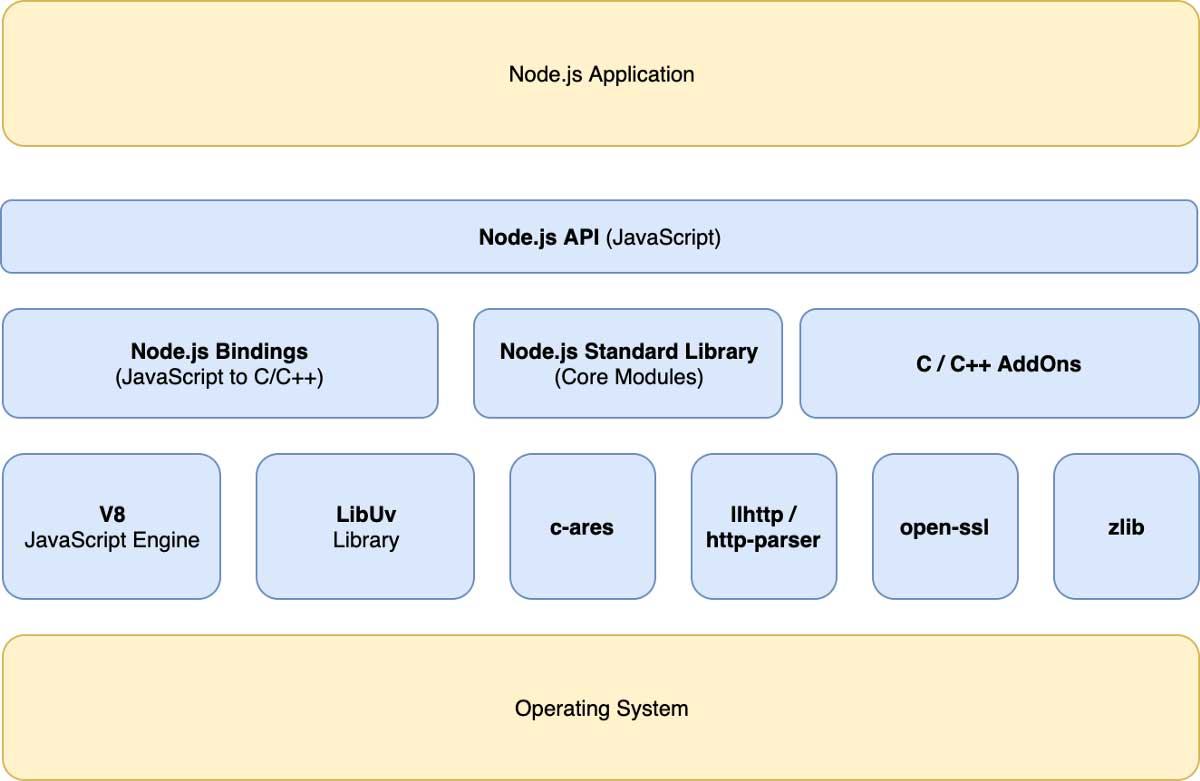 Node.js Application
Node.js API (JavaScript)
Node.js Bindings
(JavaScript to C/C++)
Node.js Standard Library
(Core Modules)
C / C++ AddOns
V8
JavaScript Engine
LibUv
Library
c-ares
llhttp /
http-parser
open-ssl
zlib
Operating System